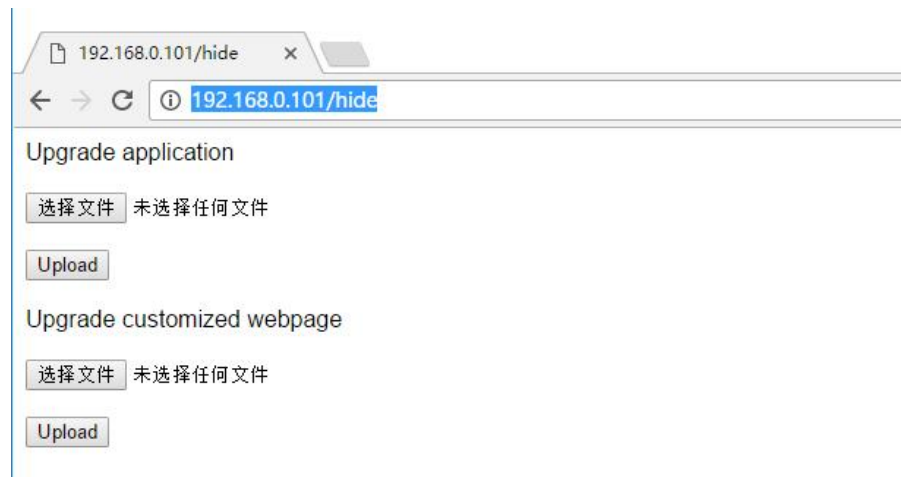 192.168.0.101/hide
192.168.0.101/hide
Upgrade application
选择文件 未选择任何文件
Upload
Upgrade customized webpage
选择文件 未选择任何文件
Upload